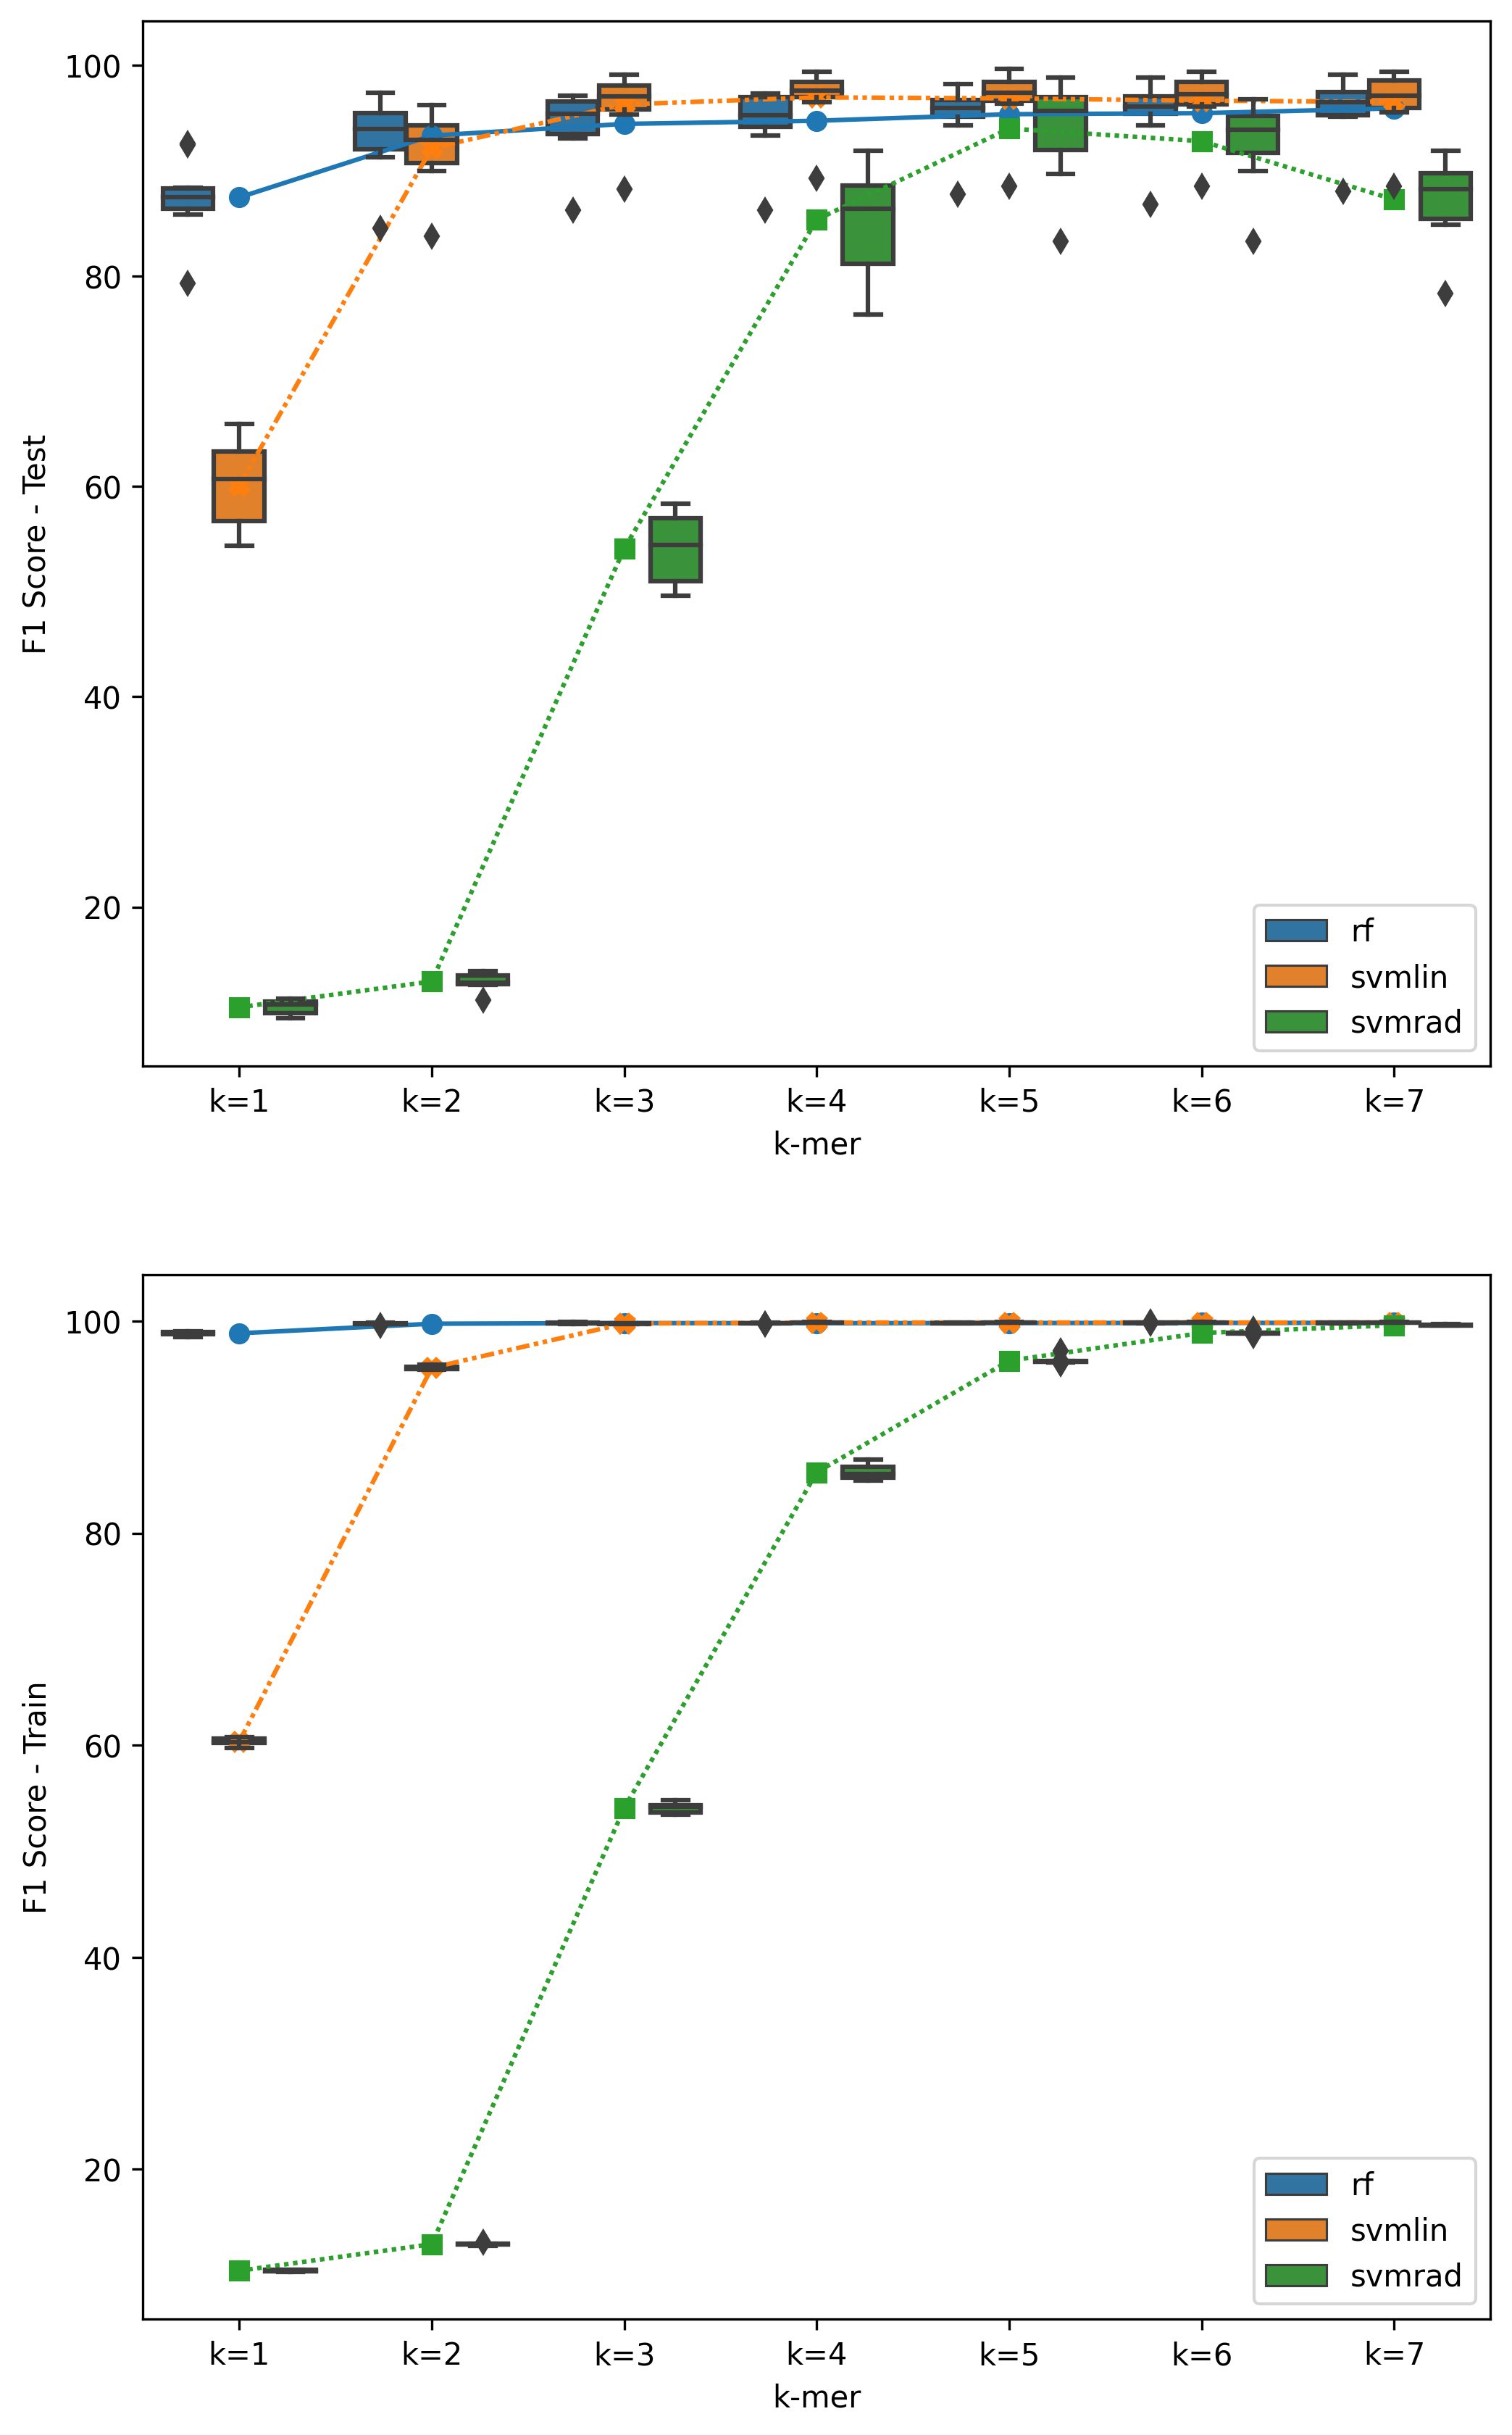 100
80
60
40
20
F1 Score - Test
rf
svmlin
svmrad
k=1 k=2 k=3 k=4 k=5 k=6 k=7
k-mer
100
80
60
40
20
F1 Score - Train
rf
svmlin
svmrad
k=1 k=2 k=3 k=4 k=5 k=6 k=7
k-mer